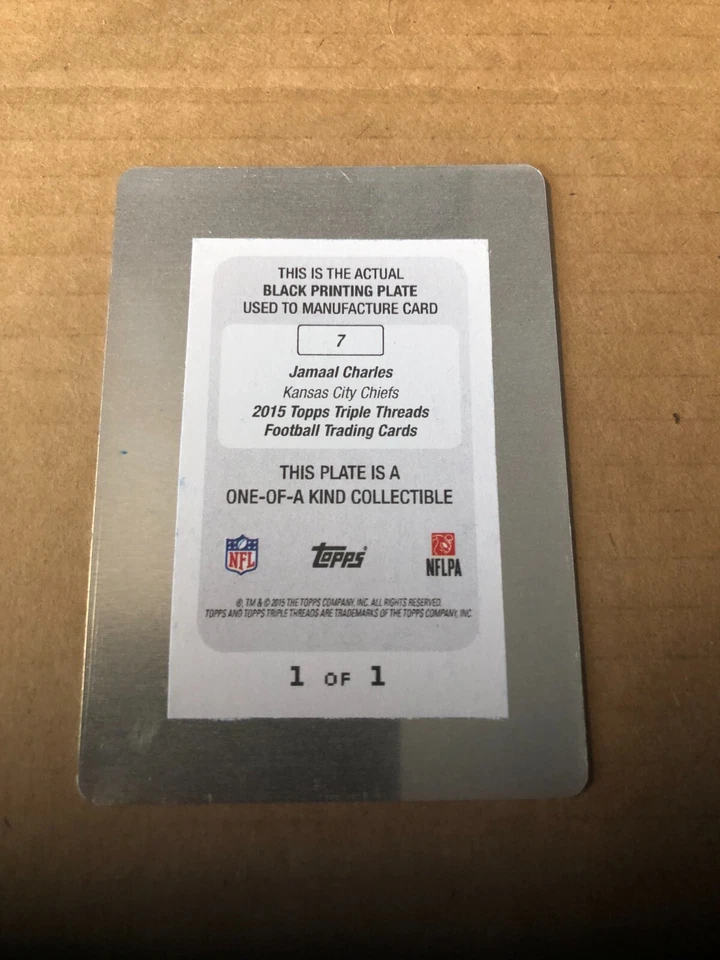 THIS IS THE ACTUAL
BLACK PRINTING PLATE
USED TO MANUFACTURE CARD
7
Jamaal Charles
Kansas City Chiefs
2015 Topps Triple Threads
Football Trading Cards
THIS PLATE IS A
ONE-OF-A KIND COLLECTIBLE
NFL topps® NFLPA
®, TM & © 2015 THE TOPPS COMPANY, INC. ALL RIGHTS RESERVED.
TOPPS AND TOPPS TRIPLE THREADS ARE TRADEMARKS OF THE TOPPS COMPANY, INC.
1 OF 1